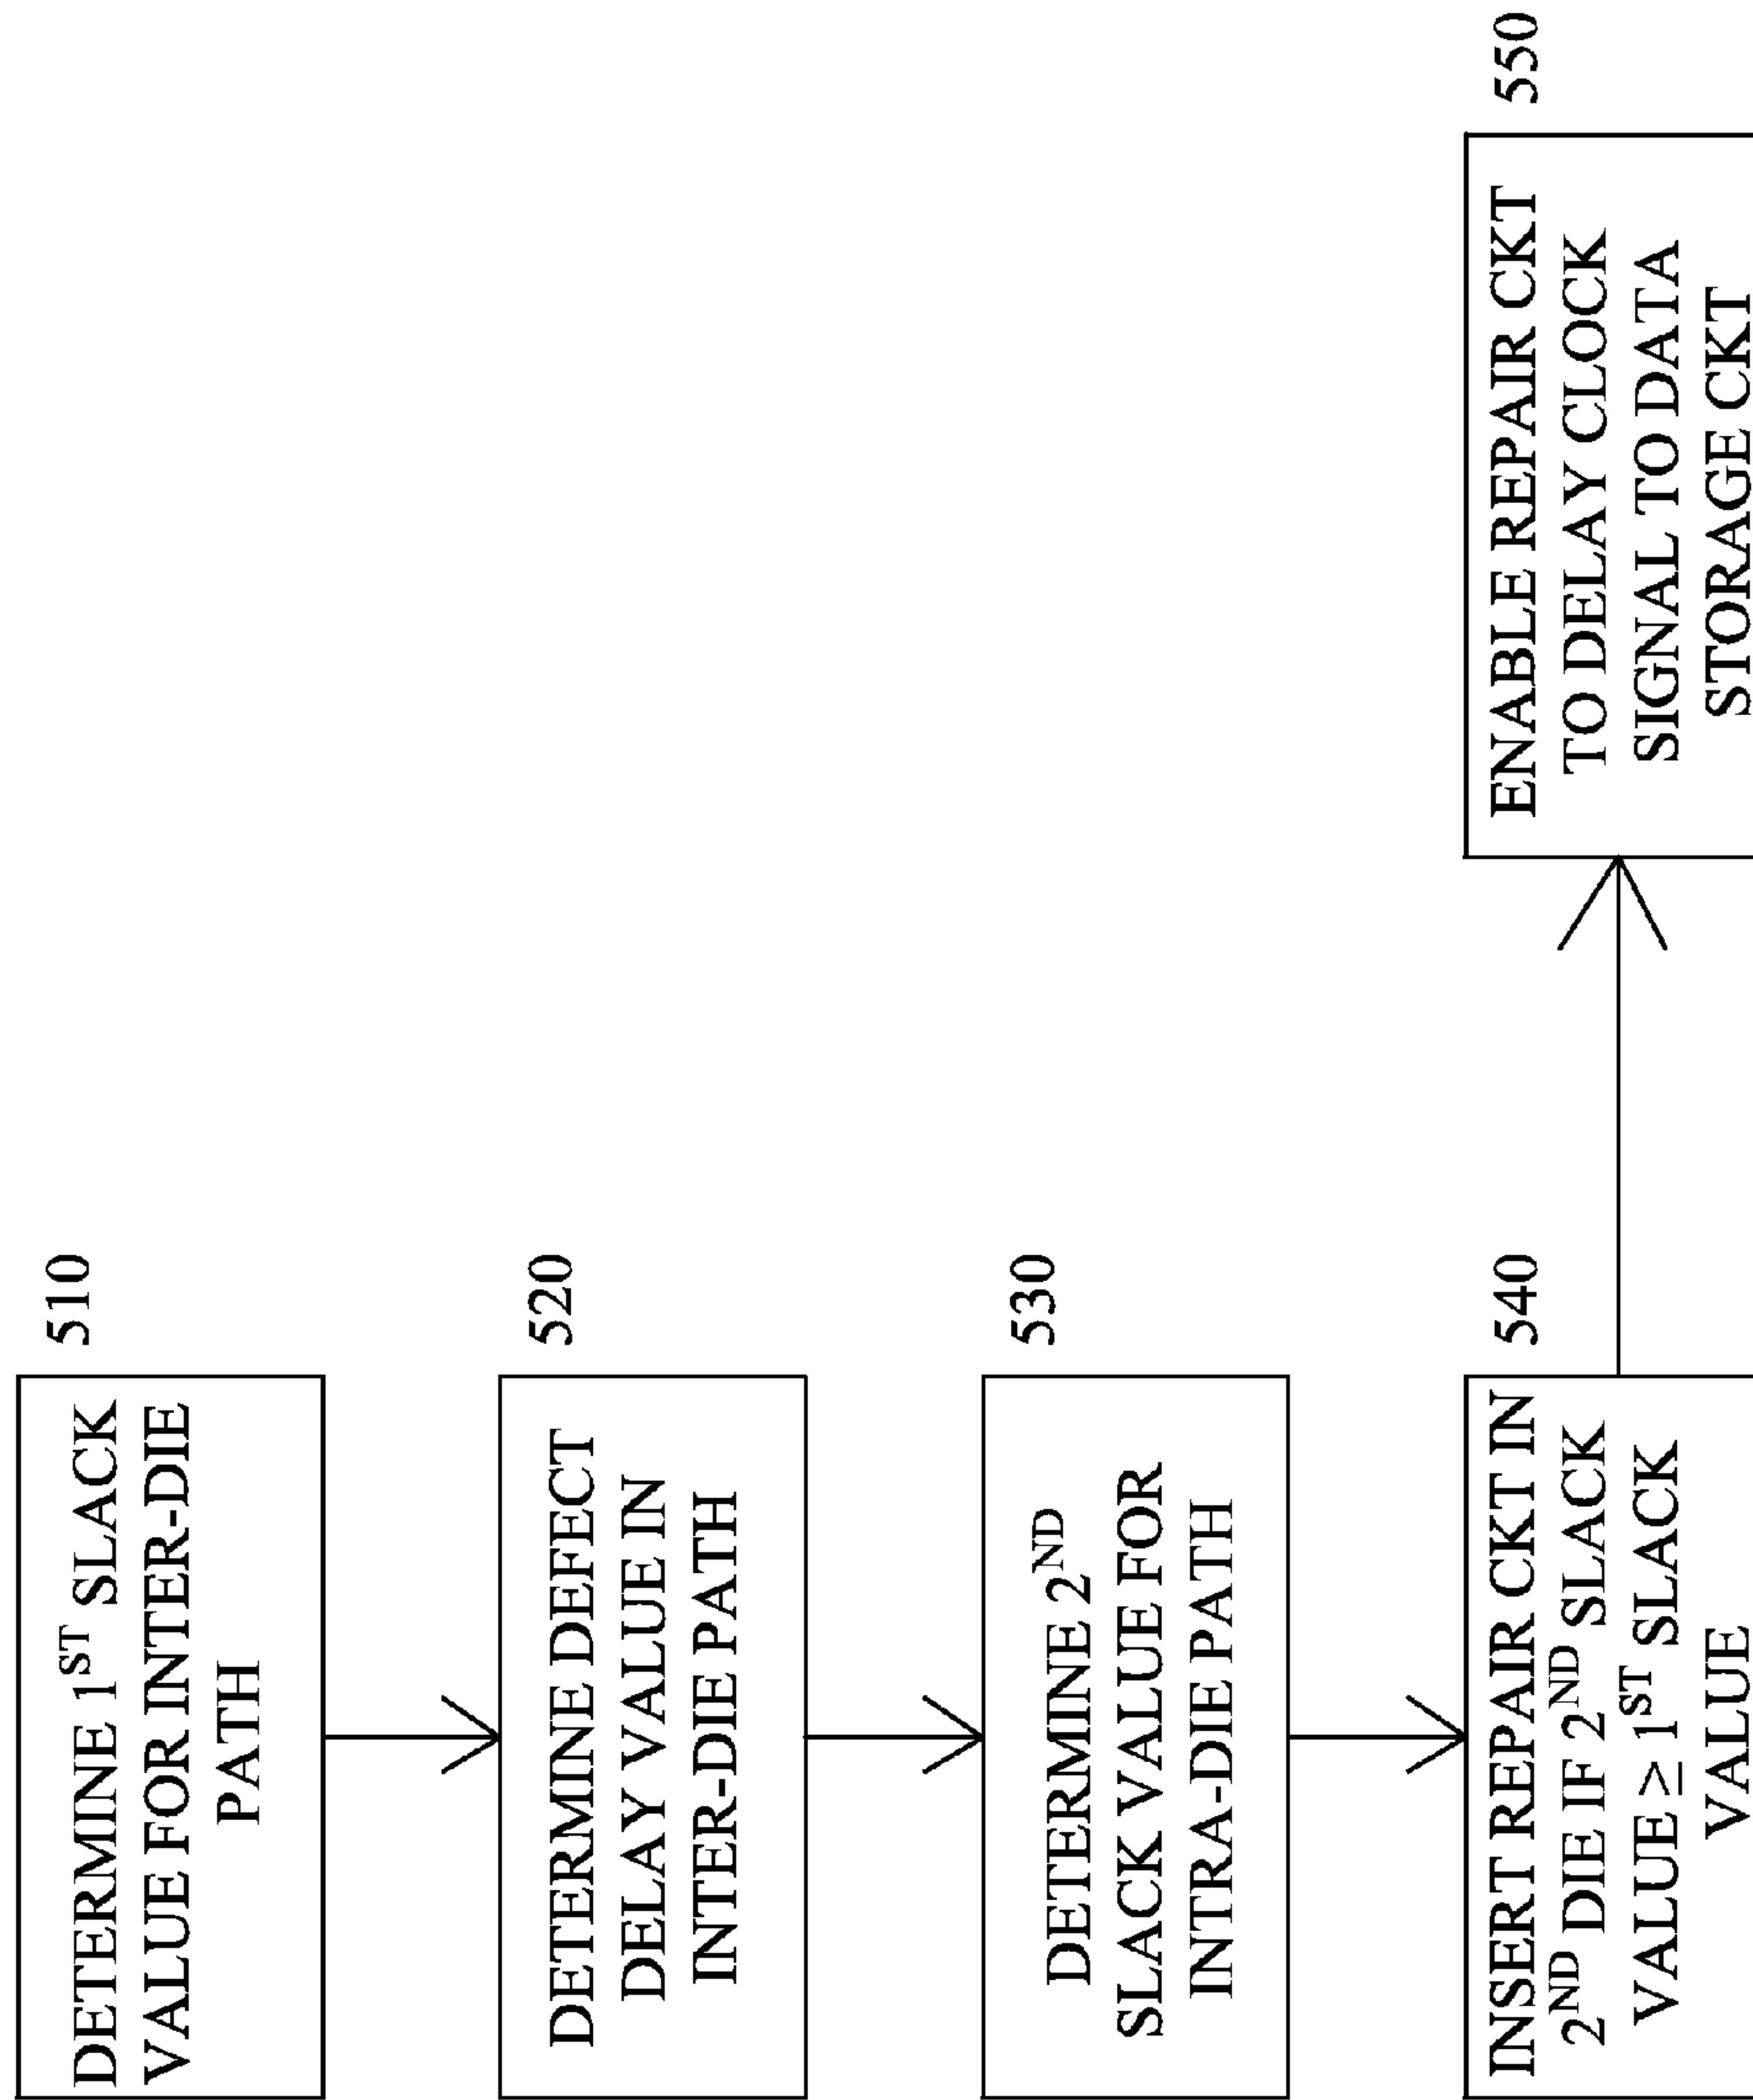 510
DETERMINE 1ST SLACK
VALUE FOR INTER-DIE
PATH
520
DETERMINE DEFECT
DELAY VALUE IN
INTER-DIE PATH
530
DETERMINE 2ND
SLACK VALUE FOR
INTRA-DIE PATH
540
INSERT REPAIR CKT IN
2ND DIE IF 2ND SLACK
VALUE ≥ 1ST SLACK
VALUE
550
ENABLE REPAIR CKT
TO DELAY CLOCK
SIGNAL TO DATA
STORAGE CKT